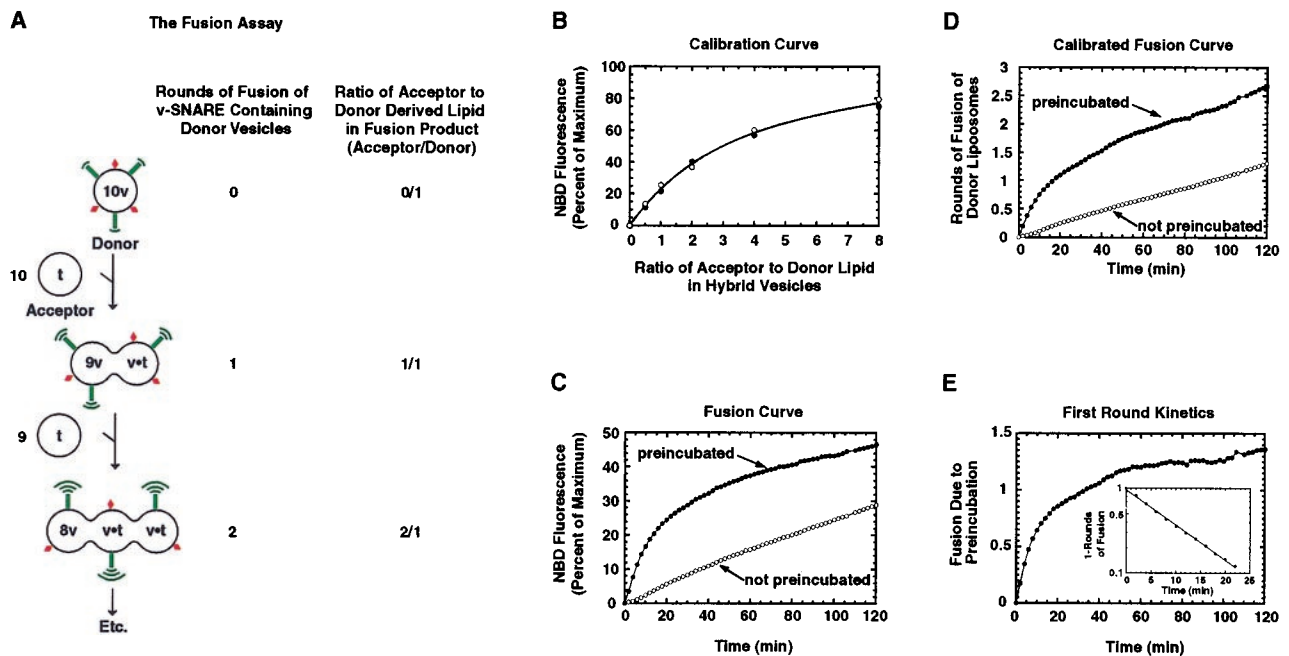 A
The Fusion Assay
Rounds of Fusion of
v-SNARE Containing
Donor Vesicles
Ratio of Acceptor to
Donor Derived Lipid
in Fusion Product
(Acceptor/Donor)
10v
0
0/1
Donor
10
t
Acceptor
9v
v•t
1
1/1
9
t
8v
v•t
v•t
2
2/1
Etc.
B
Calibration Curve
NBD Fluorescence
(Percent of Maximum)
100
80
60
40
20
0
0 1 2 3 4 5 6 7 8
Ratio of Acceptor to Donor Lipid
in Hybrid Vesicles
C
Fusion Curve
NBD Fluorescence
(Percent of Maximum)
50
40
30
20
10
0
preincubated
not preincubated
0 20 40 60 80 100 120
Time (min)
D
Calibrated Fusion Curve
Rounds of Fusion of
Donor Lipoosomes
3
2.5
2
1.5
1
0.5
0
preincubated
not preincubated
0 20 40 60 80 100 120
Time (min)
E
First Round Kinetics
Fusion Due to
Preincubation
1.5
1
0.5
0
1-Rounds
of Fusion
1
0.5
0.1
0 5 10 15 20 25
Time (min)
0 20 40 60 80 100 120
Time (min)